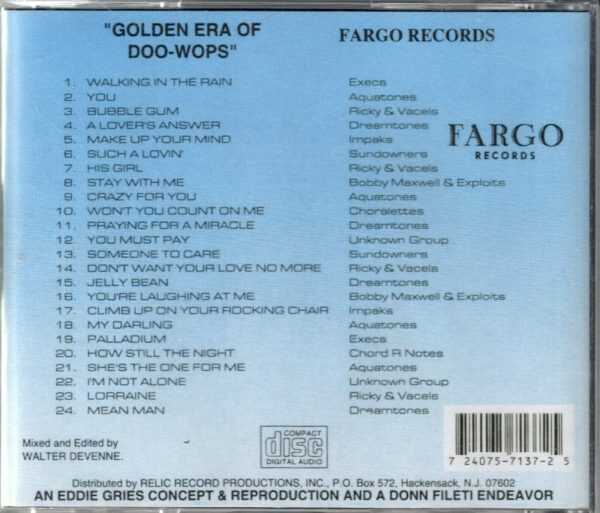 "GOLDEN ERA OF
DOO-WOPS"
FARGO RECORDS
1. WALKING IN THE RAIN Execs
2. YOU Aquatones
3. BUBBLE GUM Ricky & Vacels
4. A LOVER'S ANSWER Dreamtones
5. MAKE UP YOUR MIND Impaks
6. SUCH A LOVIN' Sundowners
7. HIS GIRL Ricky & Vacels
8. STAY WITH ME Bobby Maxwell & Exploits
9. CRAZY FOR YOU Aquatones
10. WON'T YOU COUNT ON ME Choralettes
11. PRAYING FOR A MIRACLE Dreamtones
12. YOU MUST PAY Unknown Group
13. SOMEONE TO CARE Sundowners
14. DON'T WANT YOUR LOVE NO MORE Ricky & Vacels
15. JELLY BEAN Dreamtones
16. YOU'RE LAUGHING AT ME Bobby Maxwell & Exploits
17. CLIMB UP ON YOUR ROCKING CHAIR Impaks
18. MY DARLING Aquatones
19. PALLADIUM Execs
20. HOW STILL THE NIGHT Chord R Notes
21. SHE'S THE ONE FOR ME Aquatones
22. I'M NOT ALONE Unknown Group
23. LORRAINE Ricky & Vacels
24. MEAN MAN Dreamtones
FARGO
RECORDS
Mixed and Edited by
WALTER DEVENNE.
COMPACT
disc
DIGITAL AUDIO
7 24075-7137-2 5
Distributed by RELIC RECORD PRODUCTIONS, INC., P.O. Box 572, Hackensack, N.J. 07602
AN EDDIE GRIES CONCEPT & REPRODUCTION AND A DONN FILETI ENDEAVOR